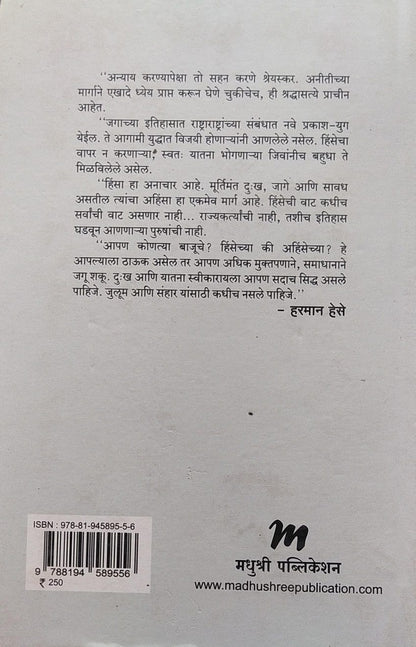 ‘‘अन्याय करण्यापेक्षा तो सहन करणे श्रेयस्कर. अनीतीच्या
मार्गाने एखादे ध्येय प्राप्त करून घेणे चुकीचेच, ही श्रद्धासत्ये प्राचीन
आहेत.
‘‘जगाच्या इतिहासात राष्ट्राराष्ट्रांच्या संबंधात नवे प्रकाश-युग
येईल. ते आगामी युद्धात विजयी होणाऱ्यांनी आणलेले नसेल. हिंसेचा
वापर न करणाऱ्या, स्वतः यातना भोगणाऱ्या जिवांनीच बहुधा ते
मिळविलेले असेल.
‘‘हिंसा हा अनाचार आहे. मूर्तिमंत दुःख, जागे आणि सावध
असतील त्यांचा अहिंसा हा एकमेव मार्ग आहे. हिंसेची वाट कधीच
सर्वांची वाट असणार नाही... राज्यकर्त्यांची नाही, तशीच इतिहास
घडवून आणणाऱ्या पुरुषांची नाही.
‘‘आपण कोणत्या बाजूचे? हिंसेच्या की अहिंसेच्या? हे
आपल्याला ठाऊक असेल तर आपण अधिक मुक्तपणाने, समाधानाने
जगू शकू. दुःख आणि यातना स्वीकारायला आपण सदाच सिद्ध असले
पाहिजे. जुलूम आणि संहार यांसाठी कधीच नसले पाहिजे.’’
– हरमान हेसे
ISBN : 978-81-945895-5-6
9 788194 589556
₹ 250
m
मधुश्री पब्लिकेशन
www.madhushreepublication.com